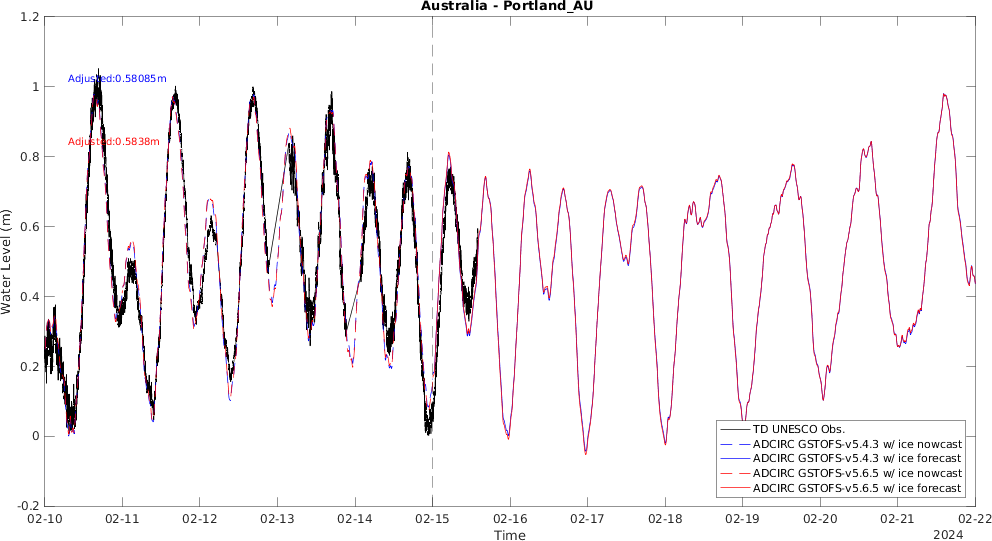 Australia - Portland_AU
1.2
1
0.8
0.6
0.4
0.2
0
-0.2
Water Level (m)
Adjusted:0.58085m
Adjusted:0.5838m
TD UNESCO Obs.
ADCIRC GSTOFS-v5.4.3 w/ ice nowcast
ADCIRC GSTOFS-v5.4.3 w/ ice forecast
ADCIRC GSTOFS-v5.6.5 w/ ice nowcast
ADCIRC GSTOFS-v5.6.5 w/ ice forecast
02-10 02-11 02-12 02-13 02-14 02-15 02-16 02-17 02-18 02-19 02-20 02-21 02-22
Time
2024